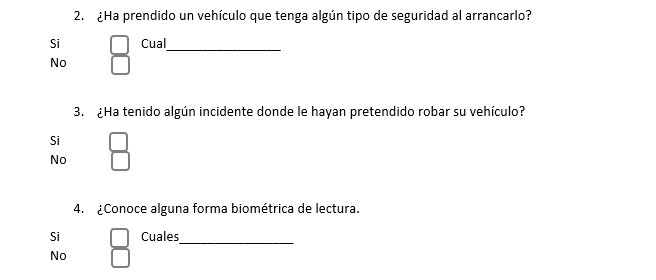 2. ¿Ha prendido un vehículo que tenga algún tipo de seguridad al arrancarlo?
Si Cual_________________
No
3. ¿Ha tenido algún incidente donde le hayan pretendido robar su vehículo?
Si
No
4. ¿Conoce alguna forma biométrica de lectura.
Si Cuales_________________
No